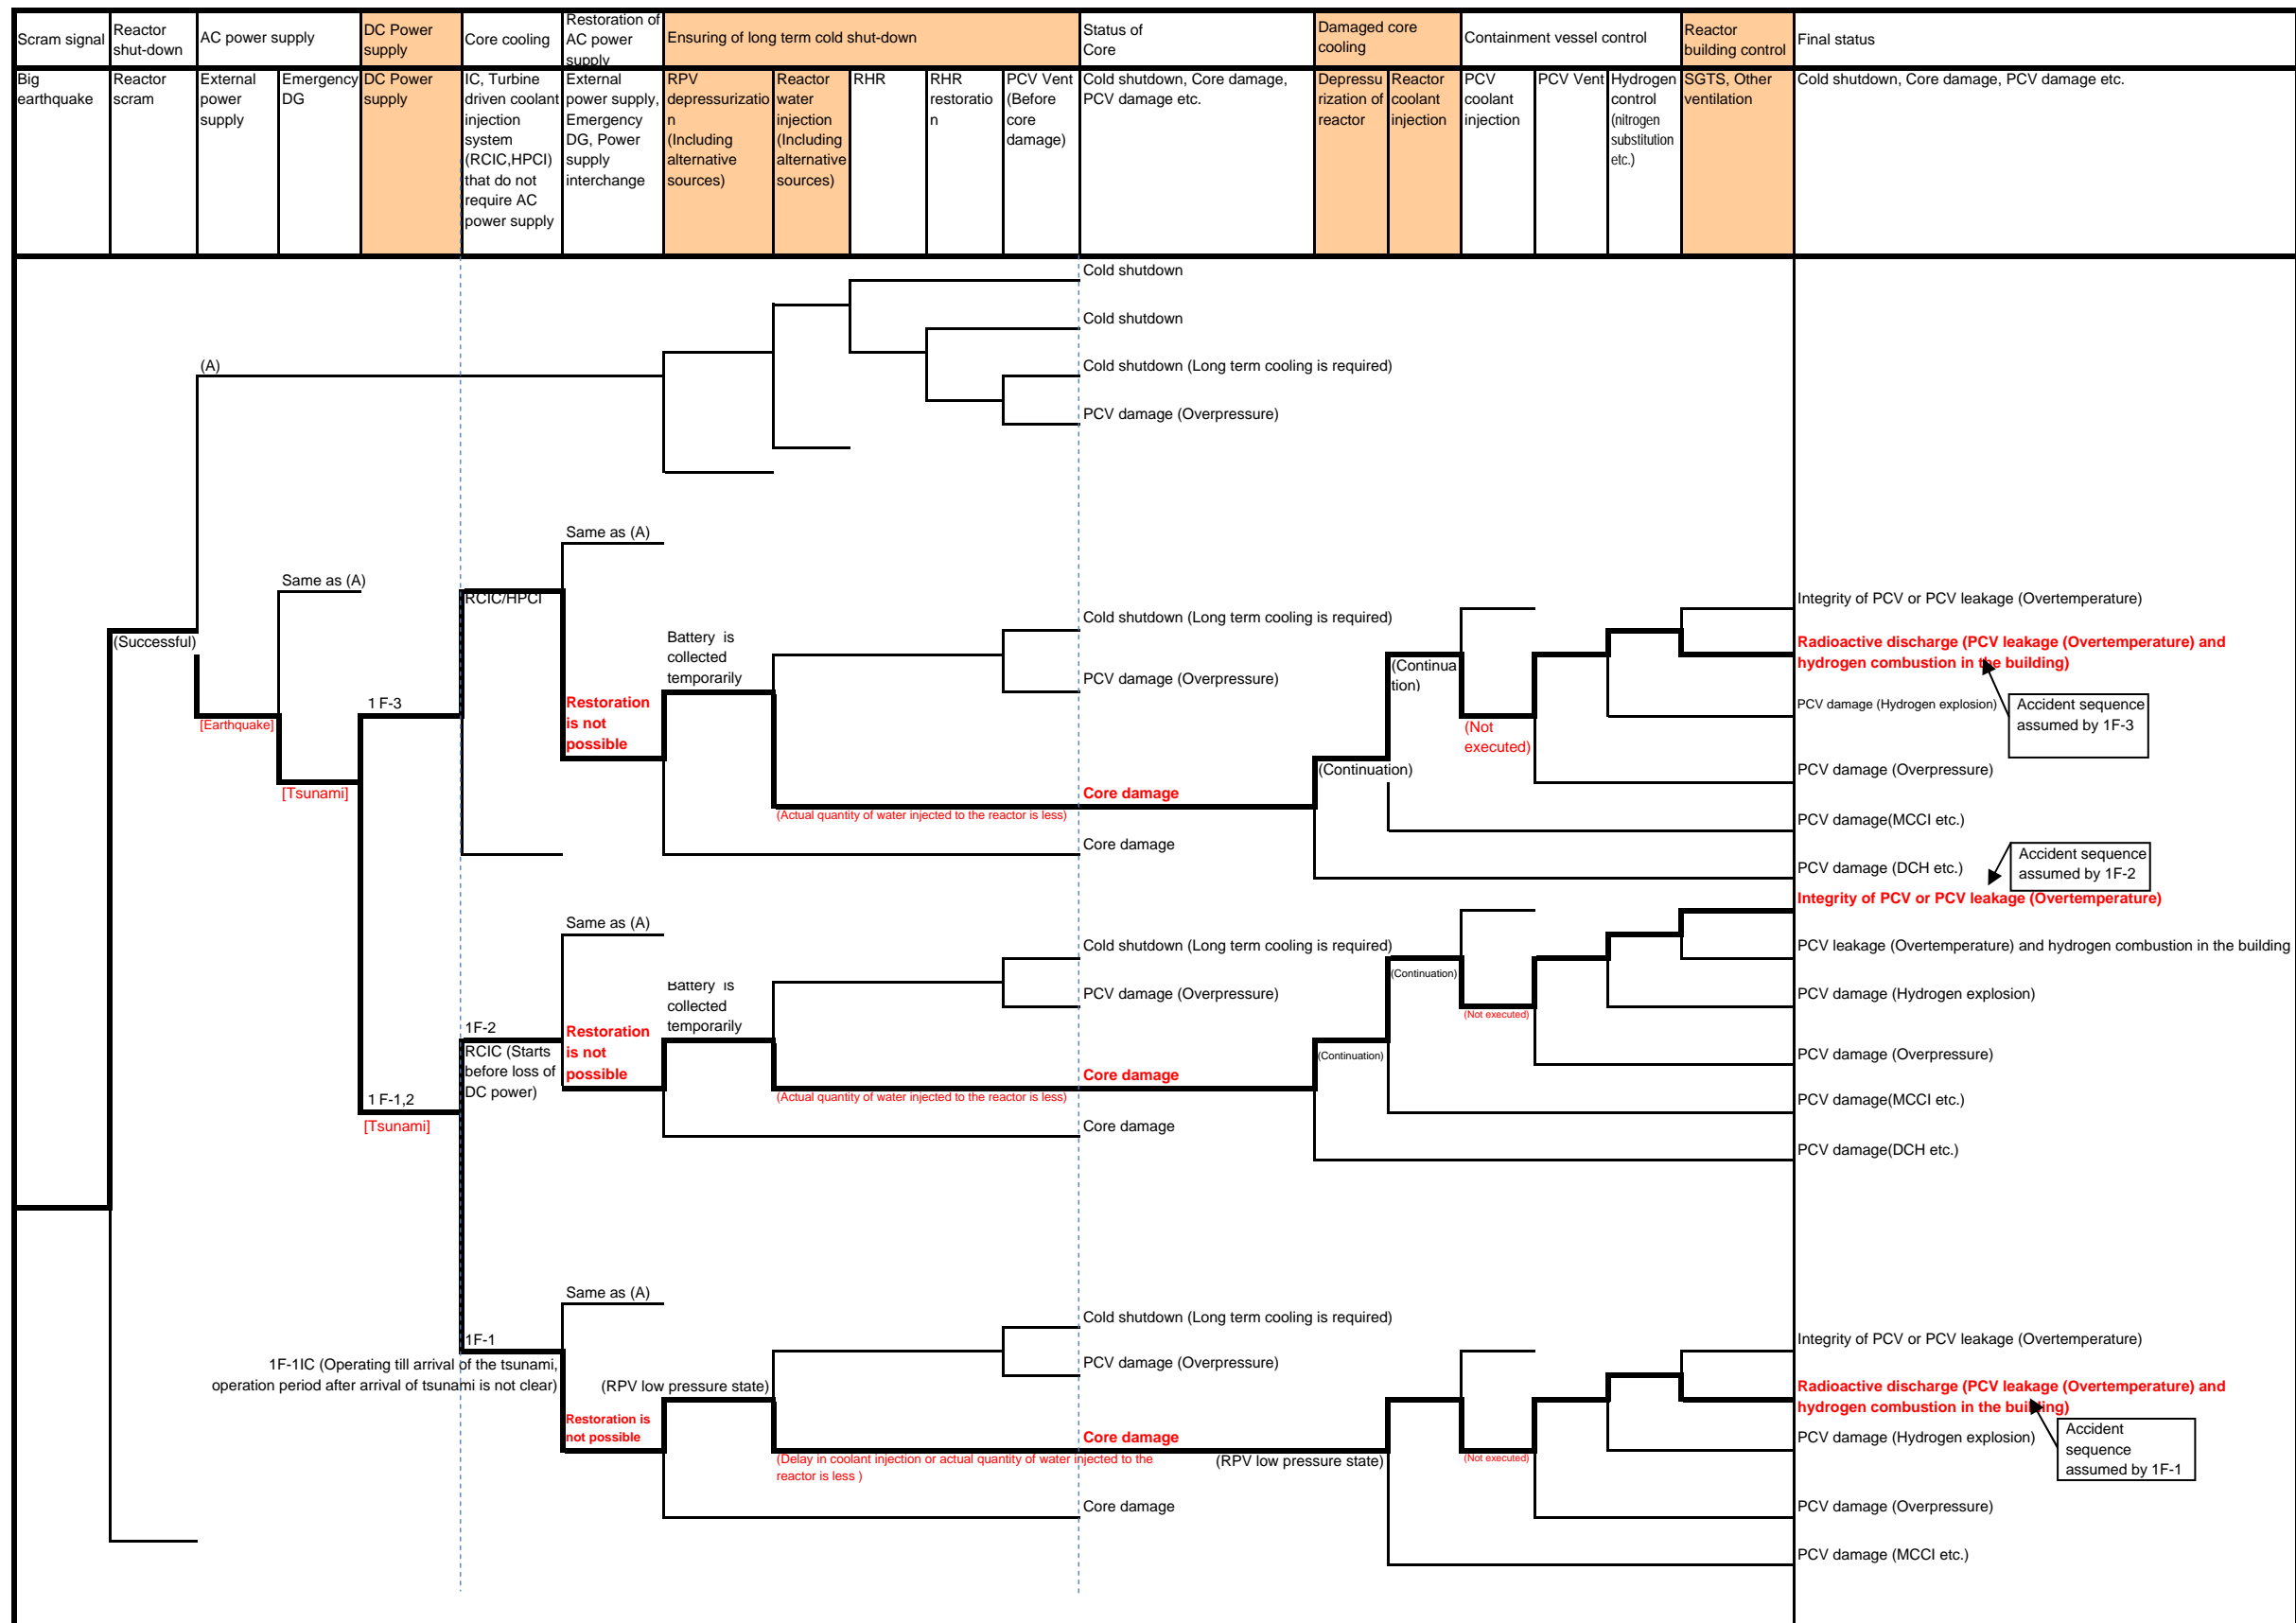 Scram signal
Reactor
shut-down
AC power supply
DC Power
supply
Core cooling
Restoration of
AC power
supply
Ensuring of long term cold shut-down
Status of
Core
Damaged core
cooling
Containment vessel control
Reactor
building control
Final status
Big
earthquake
Reactor
scram
External
power
supply
Emergency
DG
DC Power
supply
IC, Turbine
driven coolant
injection
system
(RCIC,HPCI)
that do not
require AC
power supply
External
power supply,
Emergency
DG, Power
supply
interchange
RPV
depressurizatio
n
(Including
alternative
sources)
Reactor
water
injection
(Including
alternative
sources)
RHR
RHR
restoratio
n
PCV Vent
(Before
core
damage)
Cold shutdown, Core damage,
PCV damage etc.
Depressu
rization of
reactor
Reactor
coolant
injection
PCV
coolant
injection
PCV Vent
Hydrogen
control
(nitrogen
substitution
etc.)
SGTS, Other
ventilation
Cold shutdown, Core damage, PCV damage etc.
Cold shutdown
Cold shutdown
(A)
Cold shutdown (Long term cooling is required)
PCV damage (Overpressure)
Same as (A)
Same as (A)
RCIC/HPCI
Integrity of PCV or PCV leakage (Overtemperature)
(Successful)
Battery is
collected
temporarily
Cold shutdown (Long term cooling is required)
Radioactive discharge (PCV leakage (Overtemperature) and
hydrogen combustion in the building)
(Continua
tion)
PCV damage (Overpressure)
1 F-3
[Earthquake]
Restoration
is not
possible
(Not
executed)
PCV damage (Hydrogen explosion)
Accident sequence
assumed by 1F-3
[Tsunami]
(Continuation)
PCV damage (Overpressure)
Core damage
(Actual quantity of water injected to the reactor is less)
PCV damage(MCCI etc.)
Core damage
PCV damage (DCH etc.)
Accident sequence
assumed by 1F-2
Integrity of PCV or PCV leakage (Overtemperature)
Same as (A)
Cold shutdown (Long term cooling is required)
PCV leakage (Overtemperature) and hydrogen combustion in the building
(Continuation)
Battery is
collected
temporarily
PCV damage (Overpressure)
PCV damage (Hydrogen explosion)
(Not executed)
1F-2
RCIC (Starts
before loss of
DC power)
Restoration
is not
possible
(Continuation)
PCV damage (Overpressure)
Core damage
(Actual quantity of water injected to the reactor is less)
1 F-1,2
[Tsunami]
PCV damage(MCCI etc.)
Core damage
PCV damage(DCH etc.)
Same as (A)
Cold shutdown (Long term cooling is required)
1F-1
Integrity of PCV or PCV leakage (Overtemperature)
1F-1IC (Operating till arrival of the tsunami,
operation period after arrival of tsunami is not clear)
PCV damage (Overpressure)
(RPV low pressure state)
Radioactive discharge (PCV leakage (Overtemperature) and
hydrogen combustion in the building)
Restoration is
not possible
Core damage
(Delay in coolant injection or actual quantity of water injected to the
reactor is less )
(RPV low pressure state)
(Not executed)
PCV damage (Hydrogen explosion)
Accident
sequence
assumed by 1F-1
Core damage
PCV damage (Overpressure)
PCV damage (MCCI etc.)